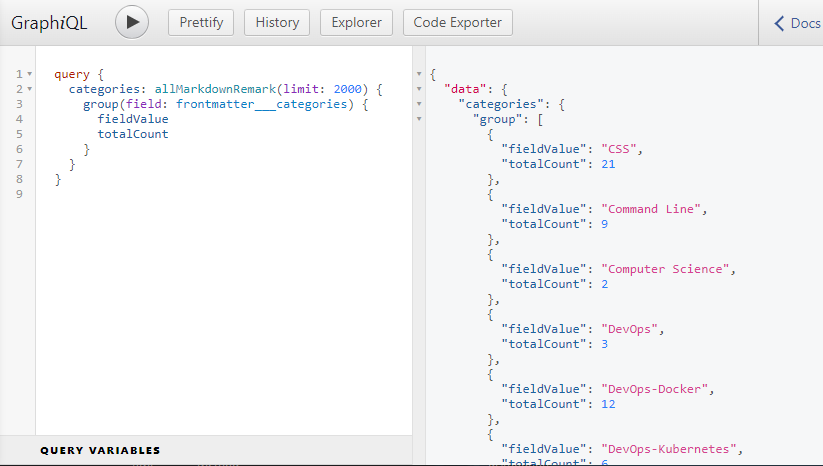 GraphiQL Prettify History Explorer Code Exporter Docs
1 query {
2 categories: allMarkdownRemark(limit: 2000) {
3 group(field: frontmatter___categories) {
4 fieldValue
5 totalCount
6 }
7 }
8 }
9
QUERY VARIABLES
{
"data": {
"categories": {
"group": [
{
"fieldValue": "CSS",
"totalCount": 21
},
{
"fieldValue": "Command Line",
"totalCount": 9
},
{
"fieldValue": "Computer Science",
"totalCount": 2
},
{
"fieldValue": "DevOps",
"totalCount": 3
},
{
"fieldValue": "DevOps-Docker",
"totalCount": 12
},
{
"fieldValue": "DevOps-Kubernetes",
"totalCount": 6